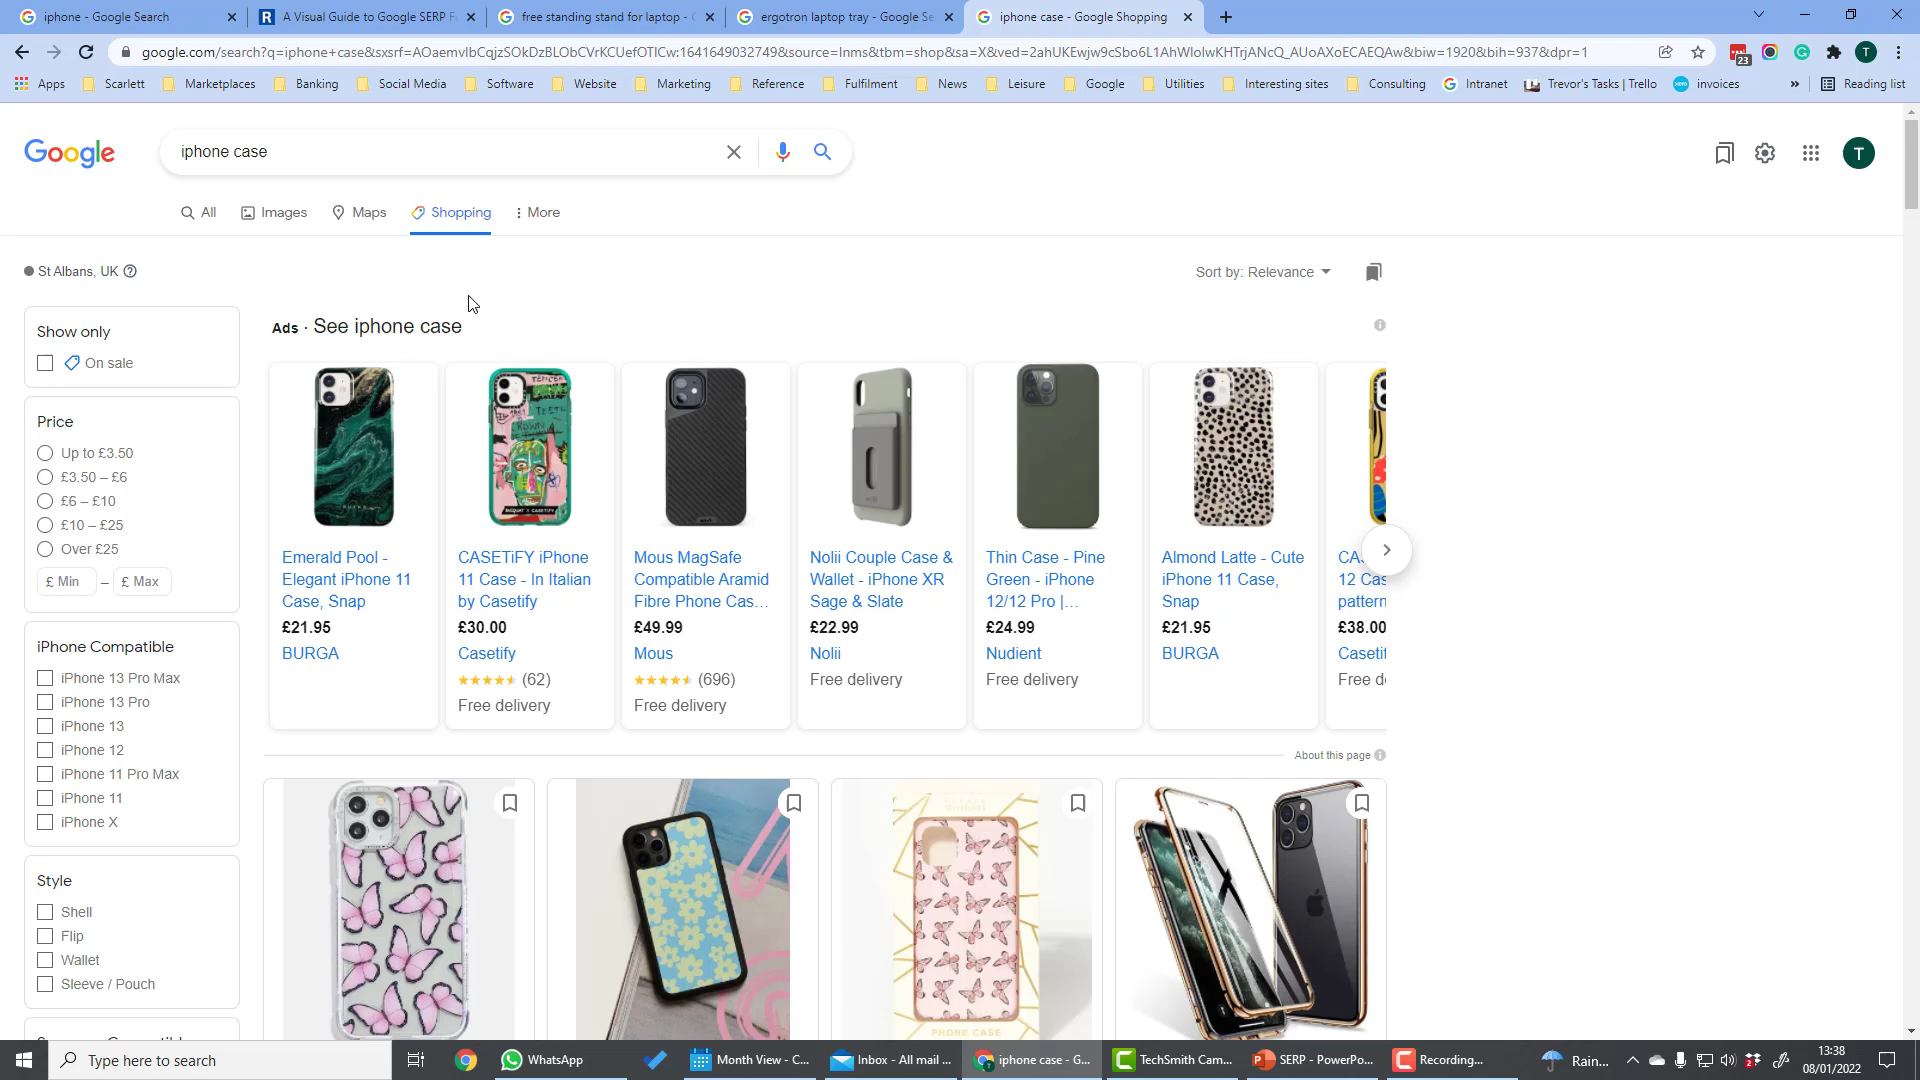 iphone - Google Search
A Visual Guide to Google SERP F
free standing stand for laptop -
ergotron laptop tray - Google Se
iphone case - Google Shopping
google.com/search?q=iphone+case&sxsrf=AOaemvIbCqjzSOkDzBLObCVrKCUefOTICw:1641649032749&source=lnms&tbm=shop&sa=X&ved=2ahUKEwjw9cSbo6L1AhWIolwKHTrjANcQ_AUoAXoECAEQAw&biw=1920&bih=937&dpr=1
23
T
Apps
Scarlett
Marketplaces
Banking
Social Media
Software
Website
Marketing
Reference
Fulfilment
News
Leisure
Google
Utilities
Interesting sites
Consulting
Intranet
Trevor's Tasks | Trello
invoices
»
Reading list
Google
iphone case
T
All
Images
Maps
Shopping
More
St Albans, UK
Sort by: Relevance
Show only
On sale
Price
Up to £3.50
£3.50 – £6
£6 – £10
£10 – £25
Over £25
£ Min – £ Max
iPhone Compatible
iPhone 13 Pro Max
iPhone 13 Pro
iPhone 13
iPhone 12
iPhone 11 Pro Max
iPhone 11
iPhone X
Style
Shell
Flip
Wallet
Sleeve / Pouch
Ads · See iphone case
Emerald Pool -
Elegant iPhone 11
Case, Snap
£21.95
BURGA
CASETiFY iPhone
11 Case - In Italian
by Casetify
£30.00
Casetify
(62)
Free delivery
Mous MagSafe
Compatible Aramid
Fibre Phone Cas...
£49.99
Mous
(696)
Free delivery
Nolii Couple Case &
Wallet - iPhone XR
Sage & Slate
£22.99
Nolii
Free delivery
Thin Case - Pine
Green - iPhone
12/12 Pro |...
£24.99
Nudient
Free delivery
Almond Latte - Cute
iPhone 11 Case,
Snap
£21.95
BURGA
CA
12 Cas
pattern
£38.00
Casetif
Free de
About this page
PHONE CASE
Type here to search
WhatsApp
Month View - C...
Inbox - All mail ...
iphone case - G...
TechSmith Cam...
SERP - PowerPo...
Recording...
Rain...
13:38
08/01/2022